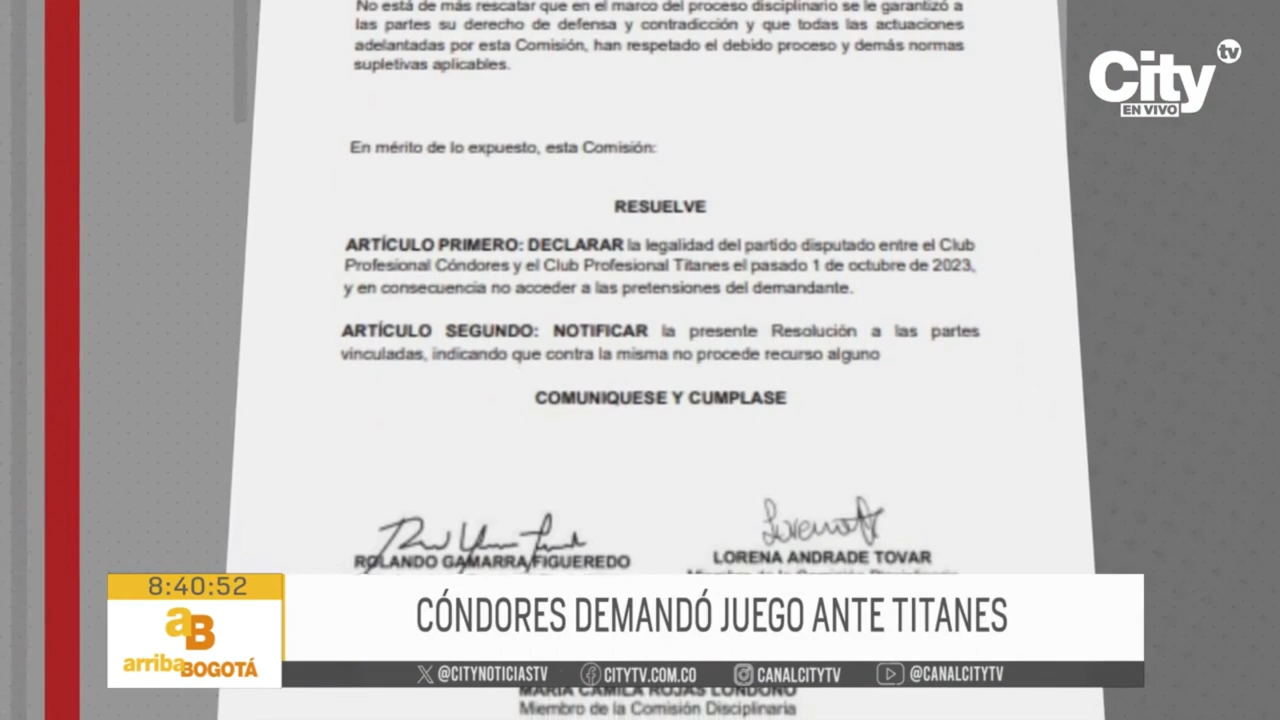 No está de más rescatar que en el marco del proceso disciplinario se le garantizó a
las partes su derecho de defensa y contradicción y que todas las actuaciones
adelantadas por esta Comisión, han respetado el debido proceso y demás normas
supletivas aplicables.
City tv
EN VIVO
En mérito de lo expuesto, esta Comisión:
RESUELVE
ARTÍCULO PRIMERO: DECLARAR la legalidad del partido disputado entre el Club
Profesional Cóndores y el Club Profesional Titanes el pasado 1 de octubre de 2023,
y en consecuencia no acceder a las pretensiones del demandante.
ARTÍCULO SEGUNDO: NOTIFICAR la presente Resolución a las partes
vinculadas, indicando que contra la misma no procede recurso alguno
COMUNIQUESE Y CUMPLASE
ROLANDO GAMARRA FIGUEREDO
LORENA ANDRADE TOVAR
Miembro de la Comisión Disciplinaria
8:40:52
aB
arriba BOGOTÁ
CÓNDORES DEMANDÓ JUEGO ANTE TITANES
@CITYNOTICIASTV CITYTV.COM.CO CANALCITYTV @CANALCITYTV
MARIA CAMILA ROJAS LONDOÑO
Miembro de la Comisión Disciplinaria